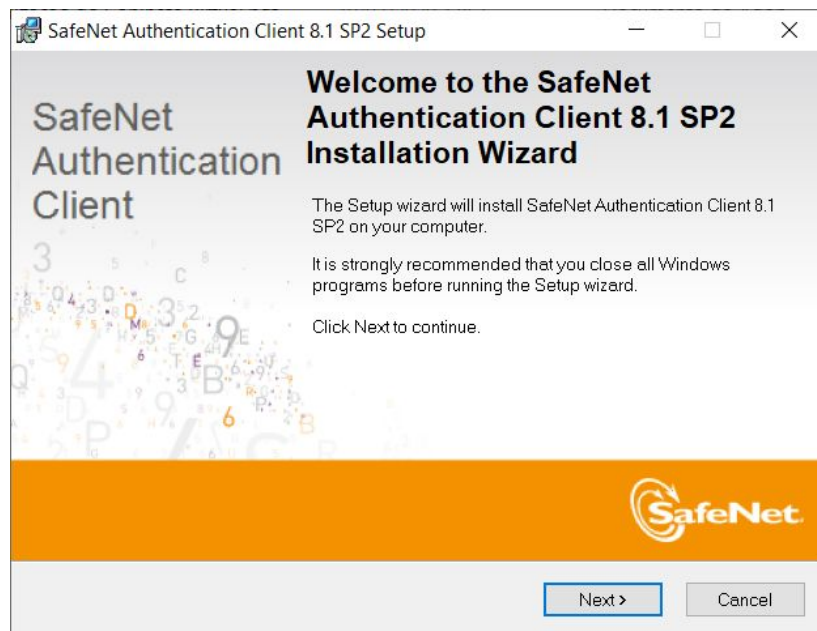 SafeNet Authentication Client 8.1 SP2 Setup
Welcome to the SafeNet
Authentication Client 8.1 SP2
Installation Wizard
SafeNet
Authentication
Client
The Setup wizard will install SafeNet Authentication Client 8.1
SP2 on your computer.
It is strongly recommended that you close all Windows
programs before running the Setup wizard.
Click Next to continue.
SafeNet.
Next >
Cancel